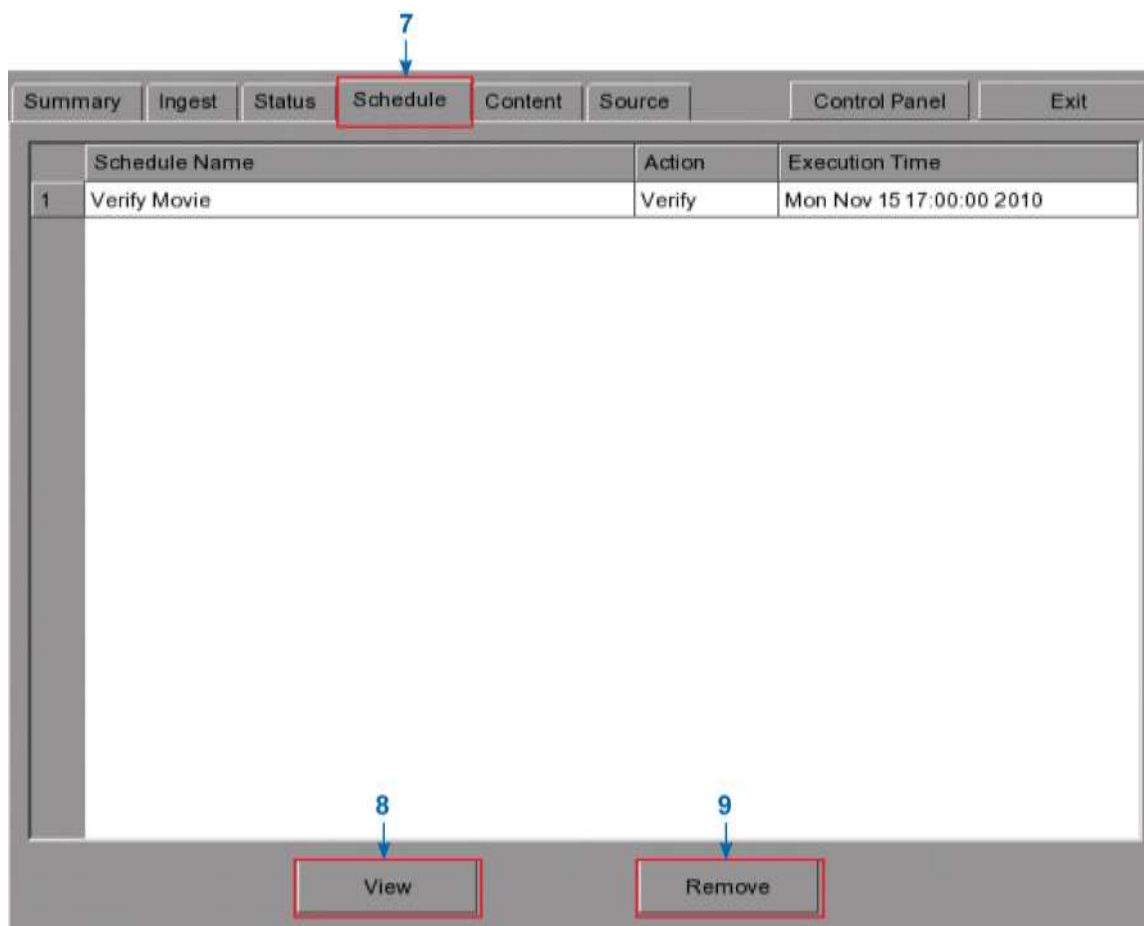 7
Summary Ingest Status Schedule Content Source Control Panel Exit
Schedule Name Action Execution Time
1 Verify Movie Verify Mon Nov 15 17:00:00 2010
8 9
View Remove